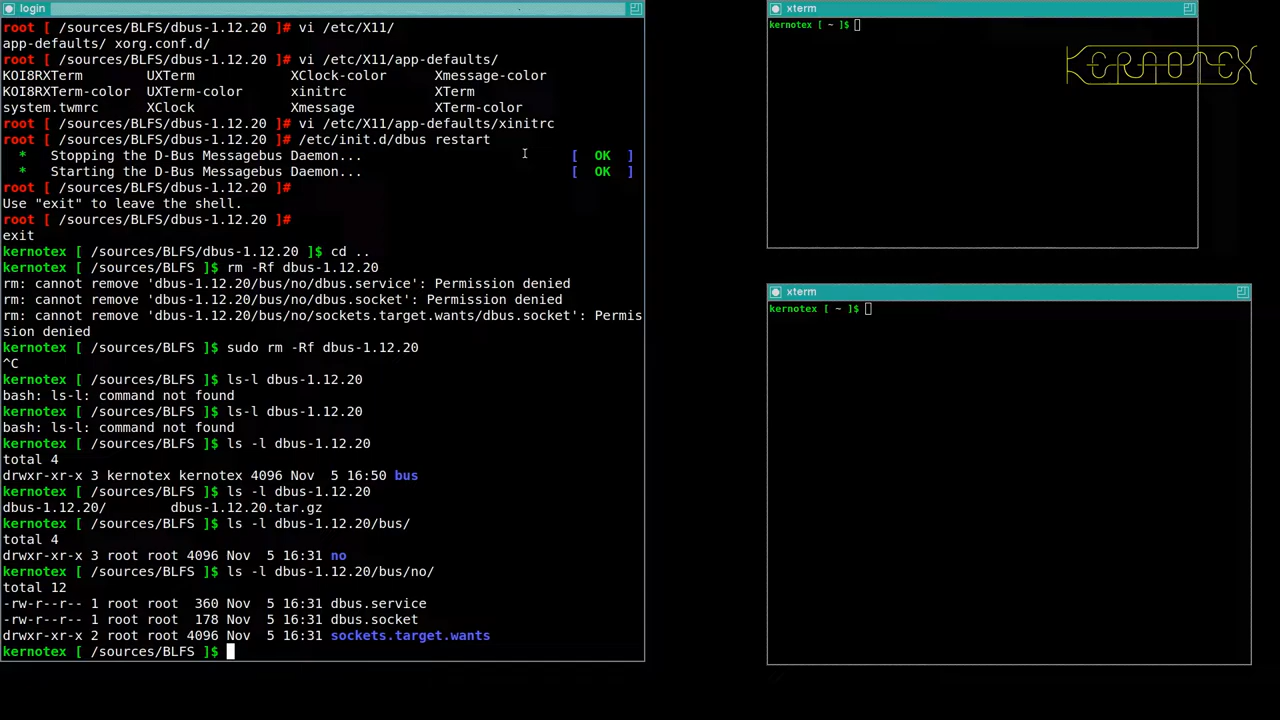 login
root [ /sources/BLFS/dbus-1.12.20 ]# vi /etc/X11/
app-defaults/ xorg.conf.d/
root [ /sources/BLFS/dbus-1.12.20 ]# vi /etc/X11/app-defaults/
KOI8RXTerm        UXTerm            XClock-color      Xmessage-color
KOI8RXTerm-color  UXTerm-color      xinitrc           XTerm
system.twmrc      XClock            Xmessage          XTerm-color
root [ /sources/BLFS/dbus-1.12.20 ]# vi /etc/X11/app-defaults/xinitrc
root [ /sources/BLFS/dbus-1.12.20 ]# /etc/init.d/dbus restart
  *   Stopping the D-Bus Messagebus Daemon...                          [  OK  ]
  *   Starting the D-Bus Messagebus Daemon...                          [  OK  ]
root [ /sources/BLFS/dbus-1.12.20 ]#
Use "exit" to leave the shell.
root [ /sources/BLFS/dbus-1.12.20 ]#
exit
kernotex [ /sources/BLFS/dbus-1.12.20 ]$ cd ..
kernotex [ /sources/BLFS ]$ rm -Rf dbus-1.12.20
rm: cannot remove 'dbus-1.12.20/bus/no/dbus.service': Permission denied
rm: cannot remove 'dbus-1.12.20/bus/no/dbus.socket': Permission denied
rm: cannot remove 'dbus-1.12.20/bus/no/sockets.target.wants/dbus.socket': Permis
sion denied
kernotex [ /sources/BLFS ]$ sudo rm -Rf dbus-1.12.20
^C
kernotex [ /sources/BLFS ]$ ls-l dbus-1.12.20
bash: ls-l: command not found
kernotex [ /sources/BLFS ]$ ls-l dbus-1.12.20
bash: ls-l: command not found
kernotex [ /sources/BLFS ]$ ls -l dbus-1.12.20
total 4
drwxr-xr-x 3 kernotex kernotex 4096 Nov  5 16:50 bus
kernotex [ /sources/BLFS ]$ ls -l dbus-1.12.20
dbus-1.12.20/        dbus-1.12.20.tar.gz
kernotex [ /sources/BLFS ]$ ls -l dbus-1.12.20/bus/
total 4
drwxr-xr-x 3 root root 4096 Nov  5 16:31 no
kernotex [ /sources/BLFS ]$ ls -l dbus-1.12.20/bus/no/
total 12
-rw-r--r-- 1 root root  360 Nov  5 16:31 dbus.service
-rw-r--r-- 1 root root  178 Nov  5 16:31 dbus.socket
drwxr-xr-x 2 root root 4096 Nov  5 16:31 sockets.target.wants
kernotex [ /sources/BLFS ]$
xterm
kernotex [ ~ ]$
KERNOTEX
xterm
kernotex [ ~ ]$